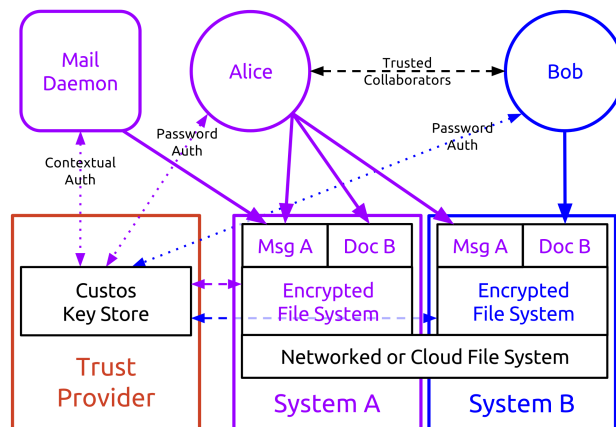 Mail
Daemon
Alice
Bob
Trusted
Collaborators
Contextual
Auth
Password
Auth
Password
Auth
Msg A
Doc B
Msg A
Doc B
Custos
Key Store
Encrypted
File System
Encrypted
File System
Networked or Cloud File System
Trust
Provider
System A
System B